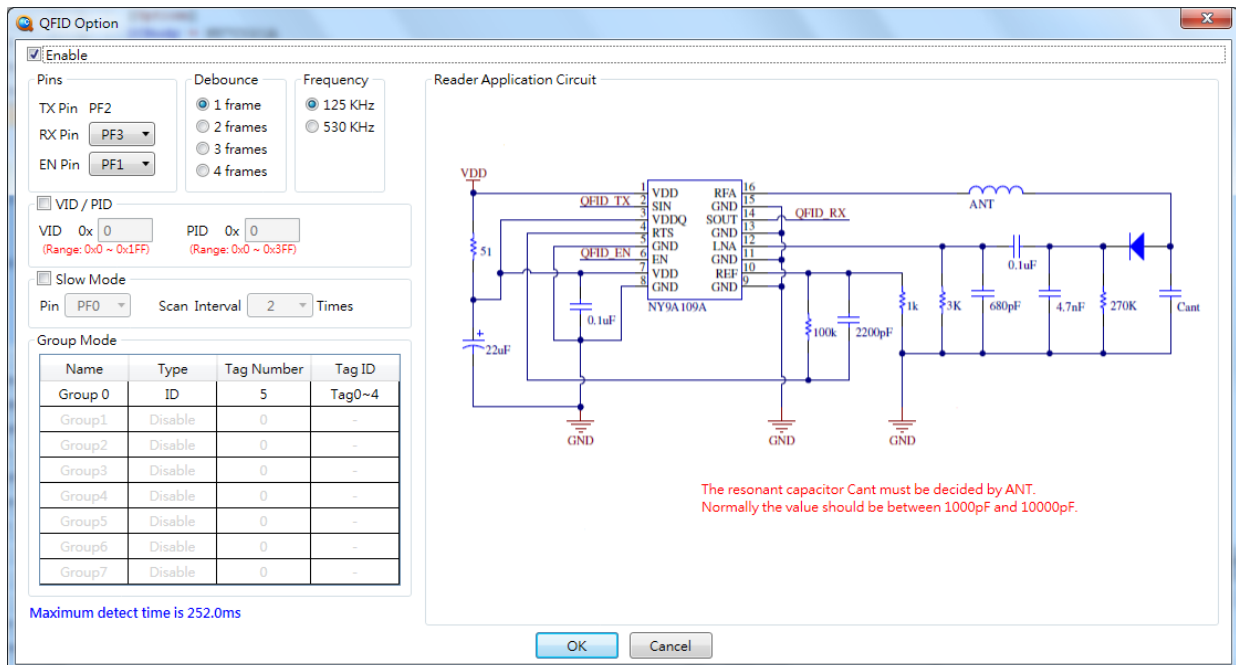 QFID Option
Enable
Pins
TX Pin PF2
RX Pin PF3
EN Pin PF1
Debounce
1 frame
2 frames
3 frames
4 frames
Frequency
125 KHz
530 KHz
VID / PID
VID 0x 0 PID 0x 0
(Range: 0x0 ~ 0x1FF) (Range: 0x0 ~ 0x3FF)
Slow Mode
Pin PF0 Scan Interval 2 Times
Group Mode
Name Type Tag Number Tag ID
Group 0 ID 5 Tag0~4
Group1 Disable 0 -
Group2 Disable 0 -
Group3 Disable 0 -
Group4 Disable 0 -
Group5 Disable 0 -
Group6 Disable 0 -
Group7 Disable 0 -
Maximum detect time is 252.0ms
Reader Application Circuit
VDD
1 VDD RFA 16
QFID_TX 2 SIN GND 15
3 VDDQ SOUT 14 QFID_RX
4 RTS GND 13
5 GND LNA 12
QFID_EN 6 EN GND 11
7 VDD REF 10
8 GND GND 9
NY9A109A
ANT
51
+
22uF
0.1uF
100k
2200pF
1k
3K
680pF
0.1uF
4.7nF
270K
Cant
GND
GND
GND
The resonant capacitor Cant must be decided by ANT.
Normally the value should be between 1000pF and 10000pF.
OK
Cancel